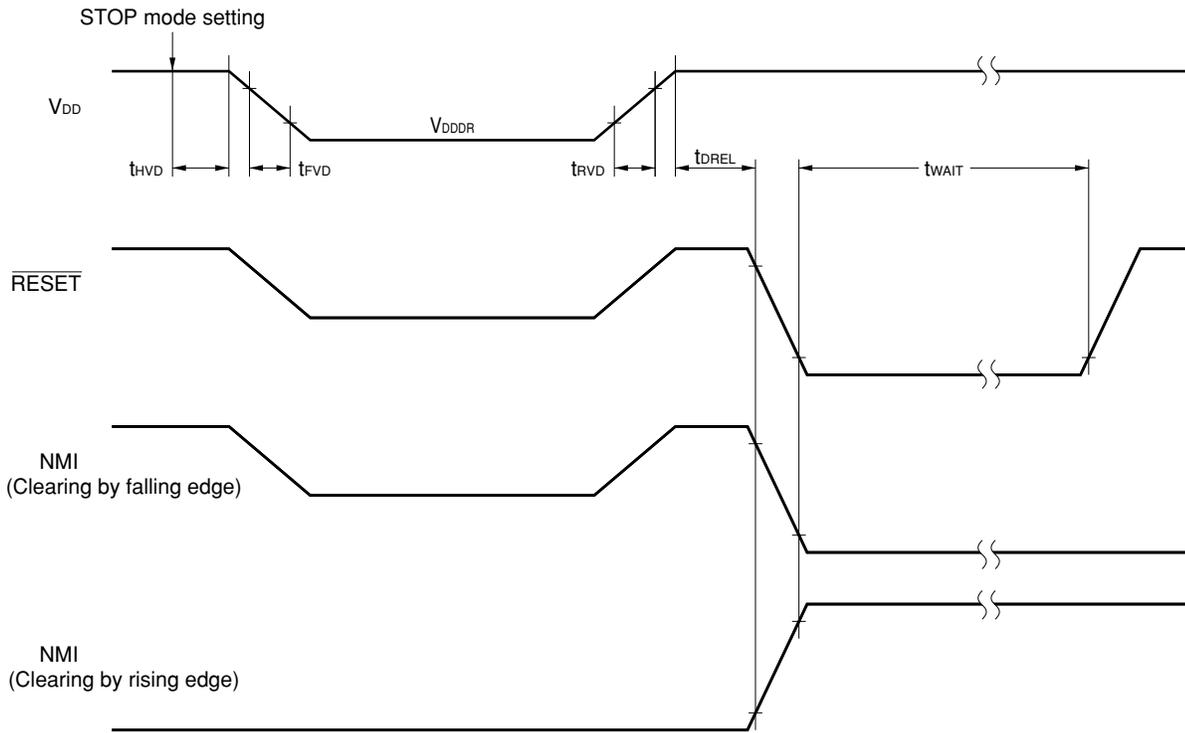 STOP mode setting
VDD
VDDDR
tHVD
tFVD
tRVD
tDREL
tWAIT
RESET
NMI
(Clearing by falling edge)
NMI
(Clearing by rising edge)